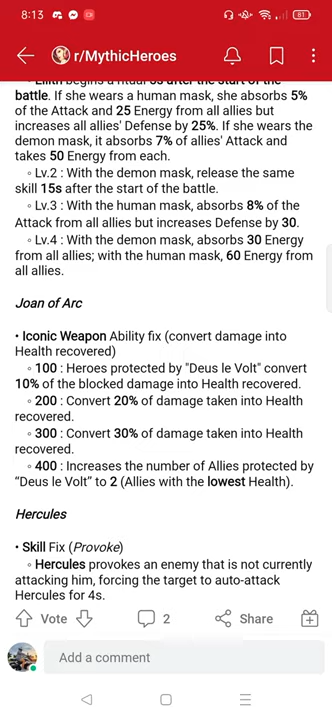 8:13
81
r/MythicHeroes
Lilith begins a ritual 5s after the start of the
battle. If she wears a human mask, she absorbs 5%
of the Attack and 25 Energy from all allies but
increases all allies' Defense by 25%. If she wears the
demon mask, it absorbs 7% of allies' Attack and
takes 50 Energy from each.
◦ Lv.2 : With the demon mask, release the same
skill 15s after the start of the battle.
◦ Lv.3 : With the human mask, absorbs 8% of the
Attack from all allies but increases Defense by 30.
◦ Lv.4 : With the demon mask, absorbs 30 Energy
from all allies; with the human mask, 60 Energy from
all allies.
Joan of Arc
• Iconic Weapon Ability fix (convert damage into
Health recovered)
◦ 100 : Heroes protected by "Deus le Volt" convert
10% of the blocked damage into Health recovered.
◦ 200 : Convert 20% of damage taken into Health
recovered.
◦ 300 : Convert 30% of damage taken into Health
recovered.
◦ 400 : Increases the number of Allies protected by
“Deus le Volt” to 2 (Allies with the lowest Health).
Hercules
• Skill Fix (Provoke)
◦ Hercules provokes an enemy that is not currently
attacking him, forcing the target to auto-attack
Hercules for 4s.
Vote
2
Share
Add a comment